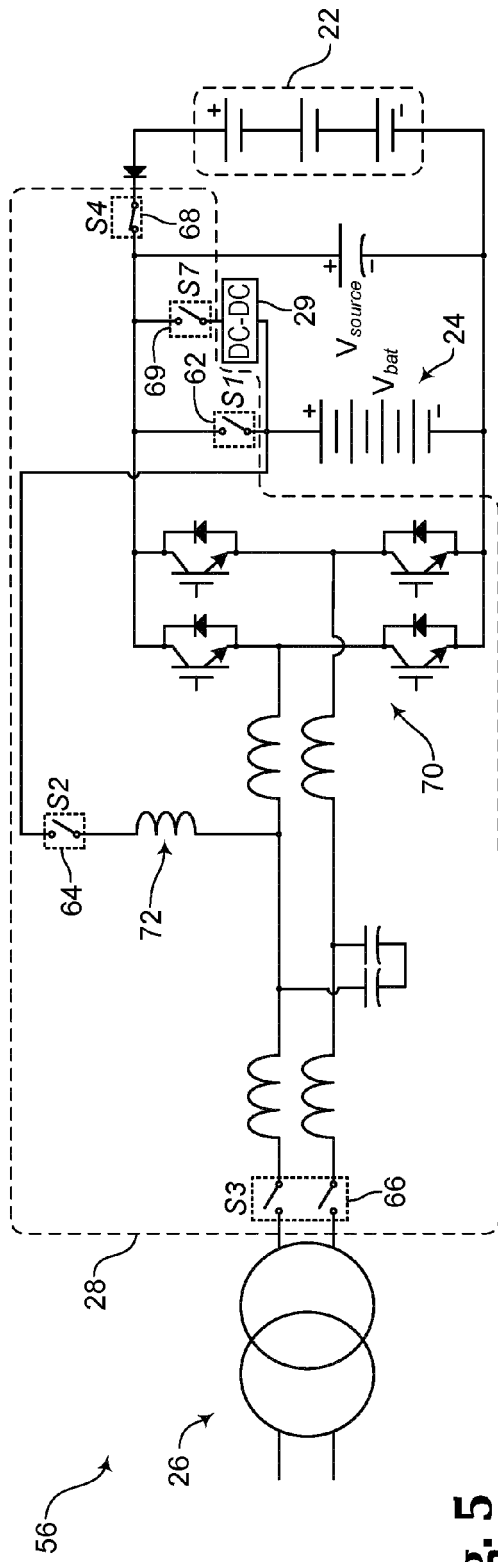 56
26
28
S3
66
64
S2
72
70
S1
62
69
S7
DC-DC
29
S4
68
+
V_source
-
+
V_bat
-
24
+
-
22
g. 5